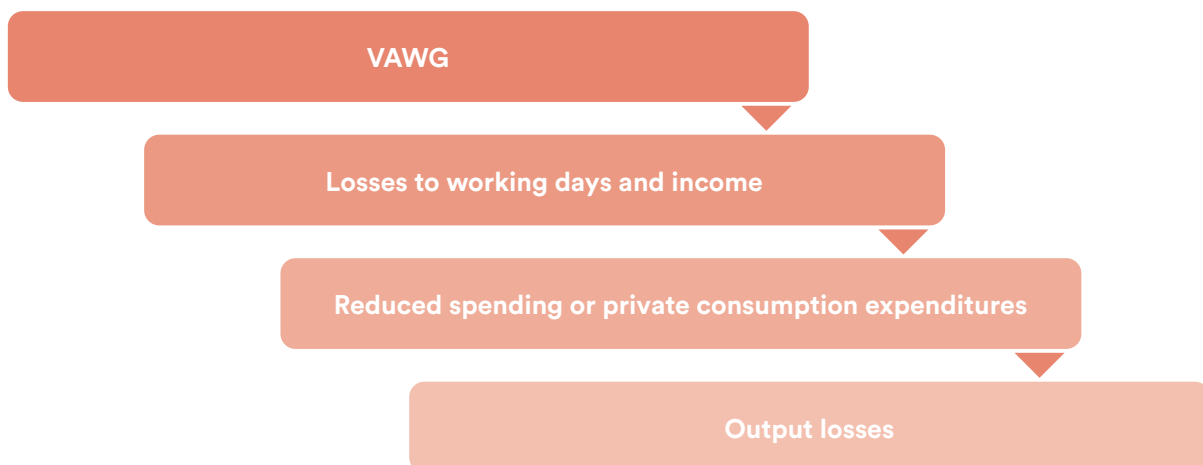 VAWG
Losses to working days and income
Reduced spending or private consumption expenditures
Output losses